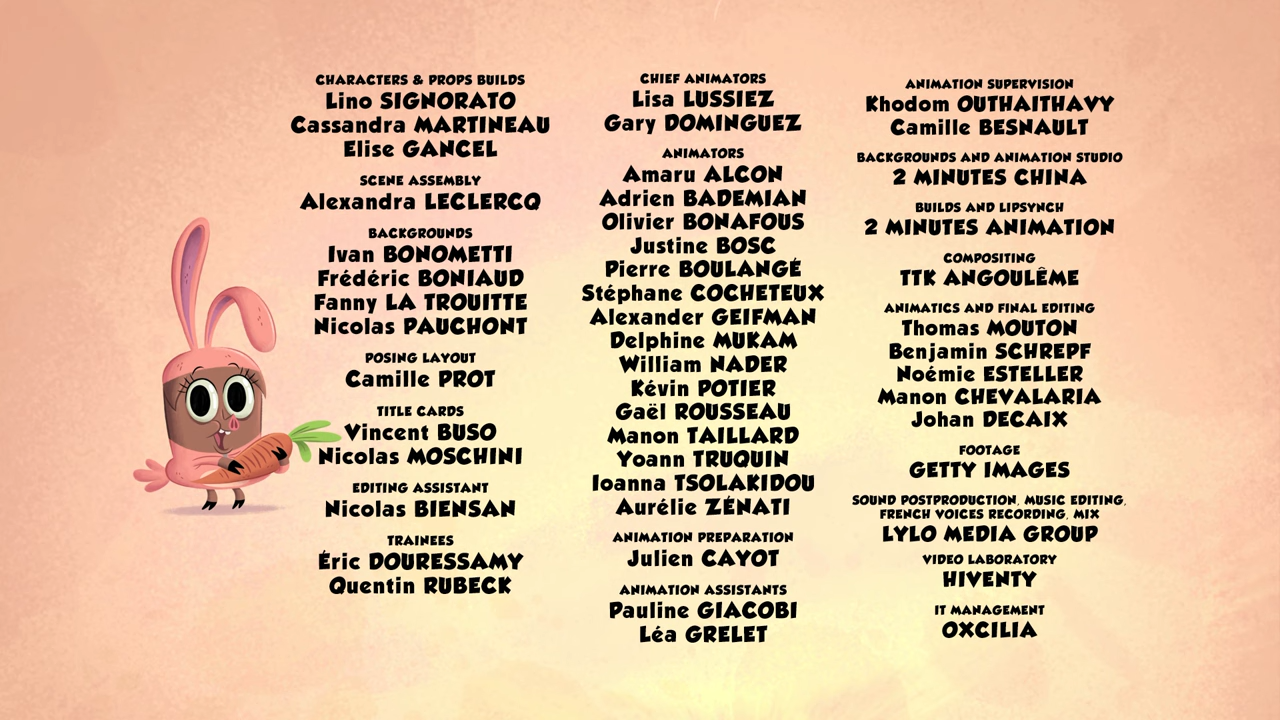 CHARACTERS & PROPS BUILDS
Lino SIGNORATO
Cassandra MARTINEAU
Elise GANCEL
SCENE ASSEMBLY
Alexandra LECLERCQ
BACKGROUNDS
Ivan BONOMETTI
Frédéric BONIAUD
Fanny LA TROUITTE
Nicolas PAUCHONT
POSING LAYOUT
Camille PROT
TITLE CARDS
Vincent BUSO
Nicolas MOSCHINI
EDITING ASSISTANT
Nicolas BIENSAN
TRAINEES
Éric DOURESSAMY
Quentin RUBECK
CHIEF ANIMATORS
Lisa LUSSIEZ
Gary DOMINGUEZ
ANIMATORS
Amaru ALCON
Adrien BADEMIAN
Olivier BONAFOUS
Justine BOSC
Pierre BOULANGÉ
Stéphane COCHETEUX
Alexander GEIFMAN
Delphine MUKAM
William NADER
Kévin POTIER
Gaël ROUSSEAU
Manon TAILLARD
Yoann TRUQUIN
Ioanna TSOLAKIDOU
Aurélie ZÉNATI
ANIMATION PREPARATION
Julien CAYOT
ANIMATION ASSISTANTS
Pauline GIACOBI
Léa GRELET
ANIMATION SUPERVISION
Khodom OUTHAITHAVY
Camille BESNAULT
BACKGROUNDS AND ANIMATION STUDIO
2 MINUTES CHINA
BUILDS AND LIPSYNCH
2 MINUTES ANIMATION
COMPOSITING
TTK ANGOULÊME
ANIMATICS AND FINAL EDITING
Thomas MOUTON
Benjamin SCHREPF
Noémie ESTELLER
Manon CHEVALARIA
Johan DECAIX
FOOTAGE
GETTY IMAGES
SOUND POSTPRODUCTION, MUSIC EDITING,
FRENCH VOICES RECORDING, MIX
LYLO MEDIA GROUP
VIDEO LABORATORY
HIVENTY
IT MANAGEMENT
OXCILIA